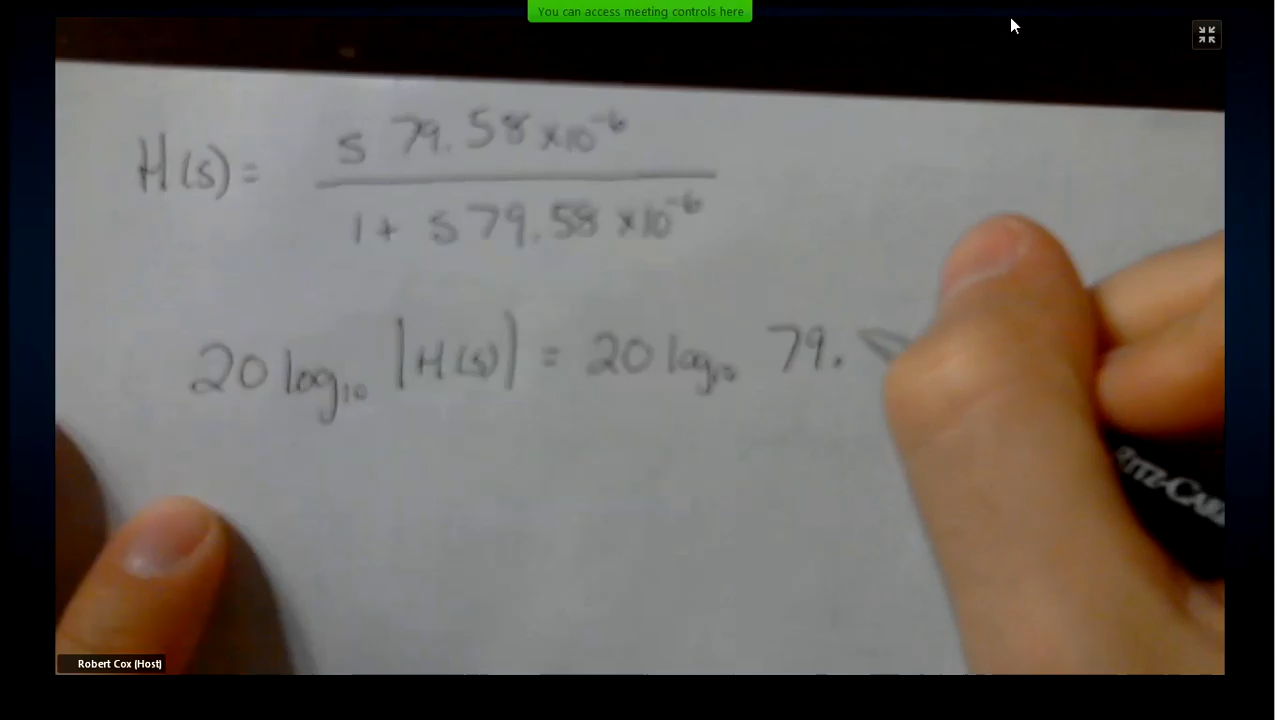 You can access meeting controls here
H(s) = s 79.58 x10^-6 / 1 + s 79.58 x10^-6
20 log10 |H(s)| = 20 log10 79.
Robert Cox (Host)